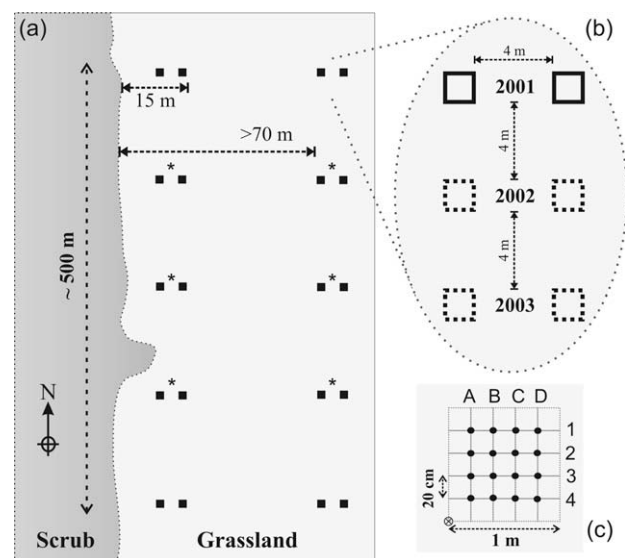 (a)
15 m
>70 m
*
*
*
*
*
*
~ 500 m
N
Scrub
Grassland
(b)
4 m
2001
4 m
2002
4 m
2003
A B C D
1
2
3
4
20 cm
1 m
(c)